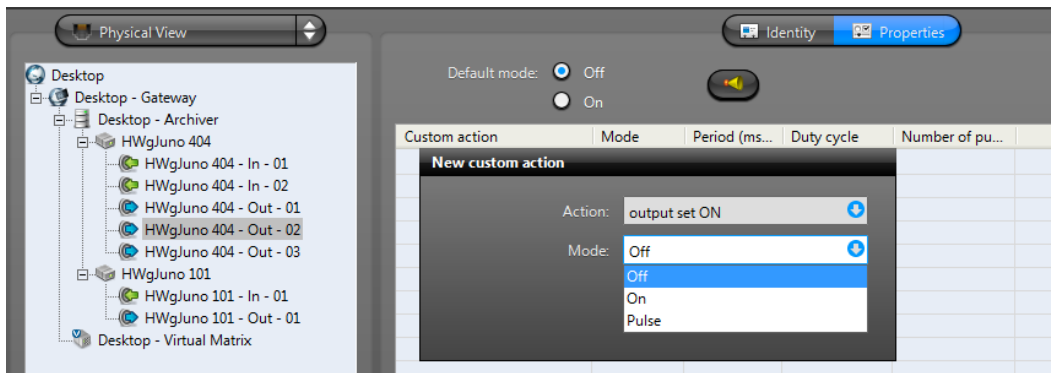 Physical View
Desktop
Desktop - Gateway
Desktop - Archiver
HWgJuno 404
HWgJuno 404 - In - 01
HWgJuno 404 - In - 02
HWgJuno 404 - Out - 01
HWgJuno 404 - Out - 02
HWgJuno 404 - Out - 03
HWgJuno 101
HWgJuno 101 - In - 01
HWgJuno 101 - Out - 01
Desktop - Virtual Matrix
Identity Properties
Default mode: Off
On
Custom action Mode Period (ms... Duty cycle Number of pu...
New custom action
Action: output set ON
Mode: Off
Off
On
Pulse